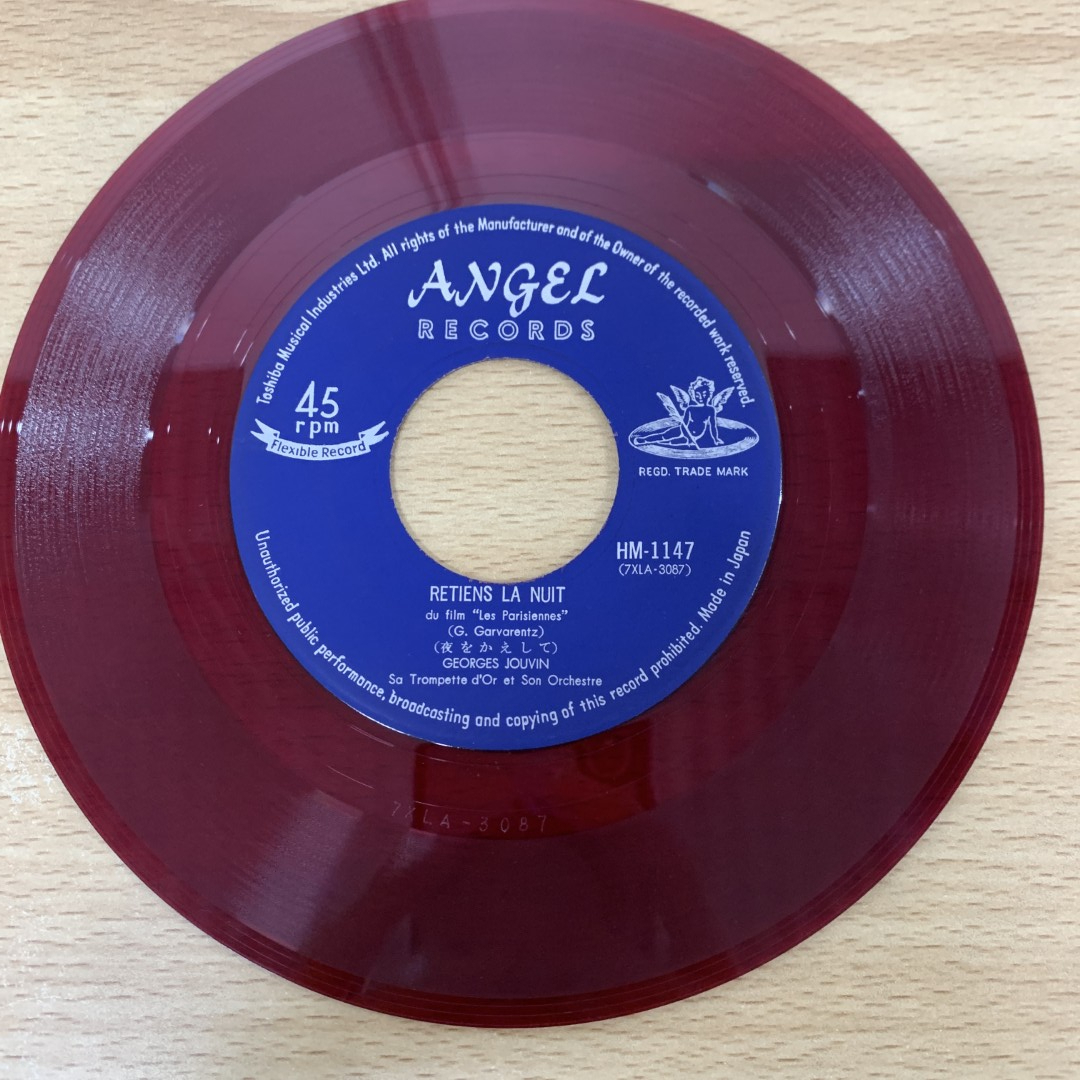 Toshiba Musical Industries Ltd. All rights of the Manufacturer and of the Owner of the recorded work reserved.
ANGEL
RECORDS
45
rpm
Flexible Record
REGD. TRADE MARK
HM-1147
(7XLA-3087)
RETIENS LA NUIT
du film "Les Parisiennes"
(G. Garvarentz)
(夜をかえして)
GEORGES JOUVIN
Sa Trompette d'Or et Son Orchestre
Unauthorized public performance, broadcasting and copying of this record prohibited. Made in Japan
7XLA-3087